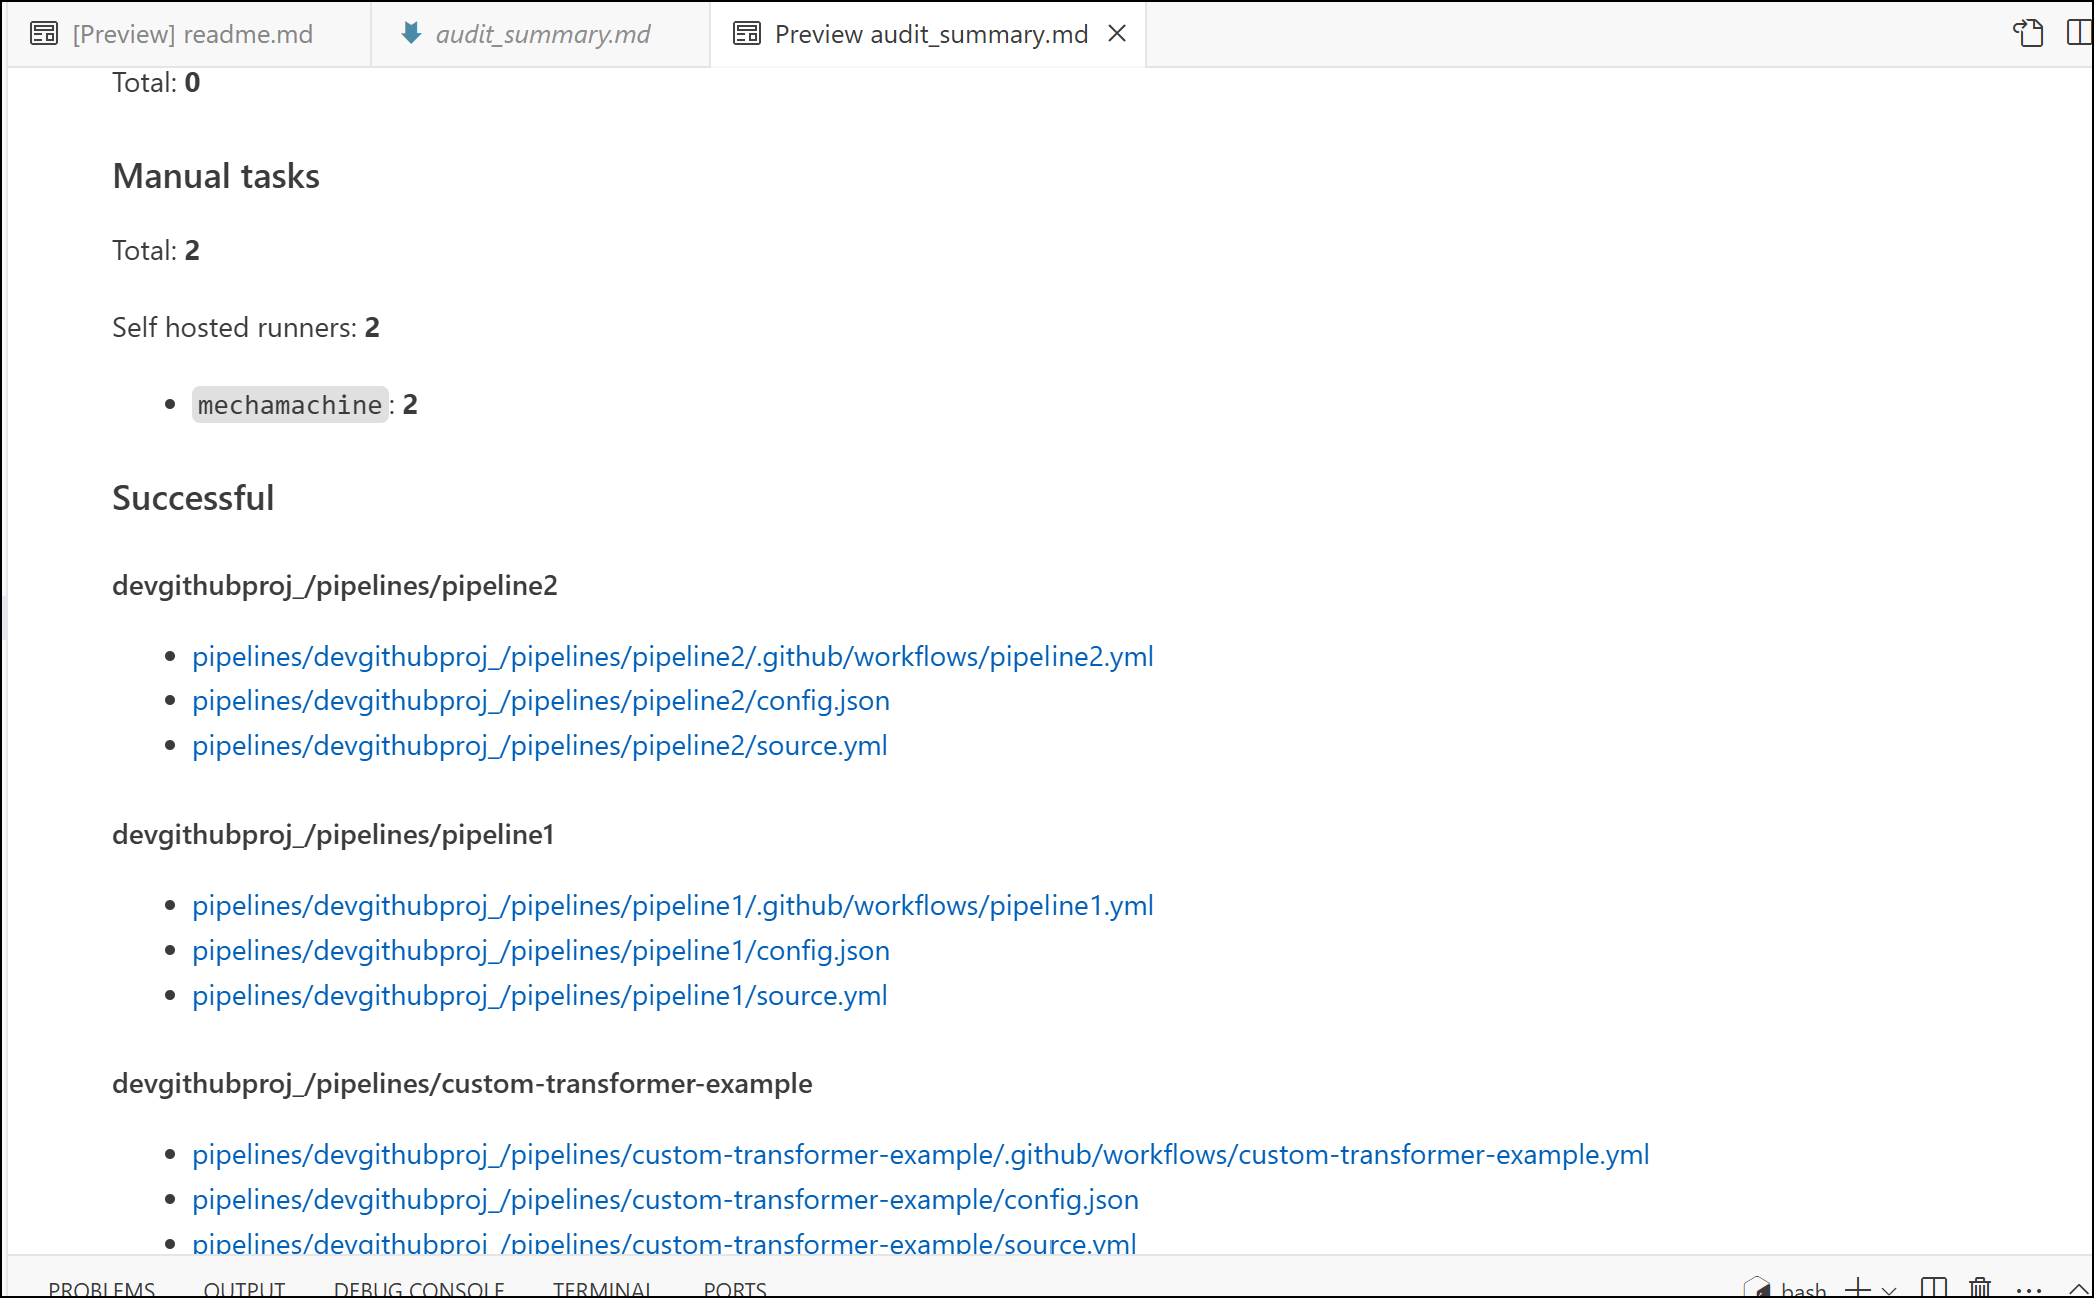 [Preview] readme.md
audit_summary.md
Preview audit_summary.md
Total: 0
Manual tasks
Total: 2
Self hosted runners: 2
mechamachine: 2
Successful
devgithubproj_/pipelines/pipeline2
pipelines/devgithubproj_/pipelines/pipeline2/.github/workflows/pipeline2.yml
pipelines/devgithubproj_/pipelines/pipeline2/config.json
pipelines/devgithubproj_/pipelines/pipeline2/source.yml
devgithubproj_/pipelines/pipeline1
pipelines/devgithubproj_/pipelines/pipeline1/.github/workflows/pipeline1.yml
pipelines/devgithubproj_/pipelines/pipeline1/config.json
pipelines/devgithubproj_/pipelines/pipeline1/source.yml
devgithubproj_/pipelines/custom-transformer-example
pipelines/devgithubproj_/pipelines/custom-transformer-example/.github/workflows/custom-transformer-example.yml
pipelines/devgithubproj_/pipelines/custom-transformer-example/config.json
pipelines/devgithubproj_/pipelines/custom-transformer-example/source.yml
PROBLEMS OUTPUT DEBUG CONSOLE TERMINAL PORTS bash